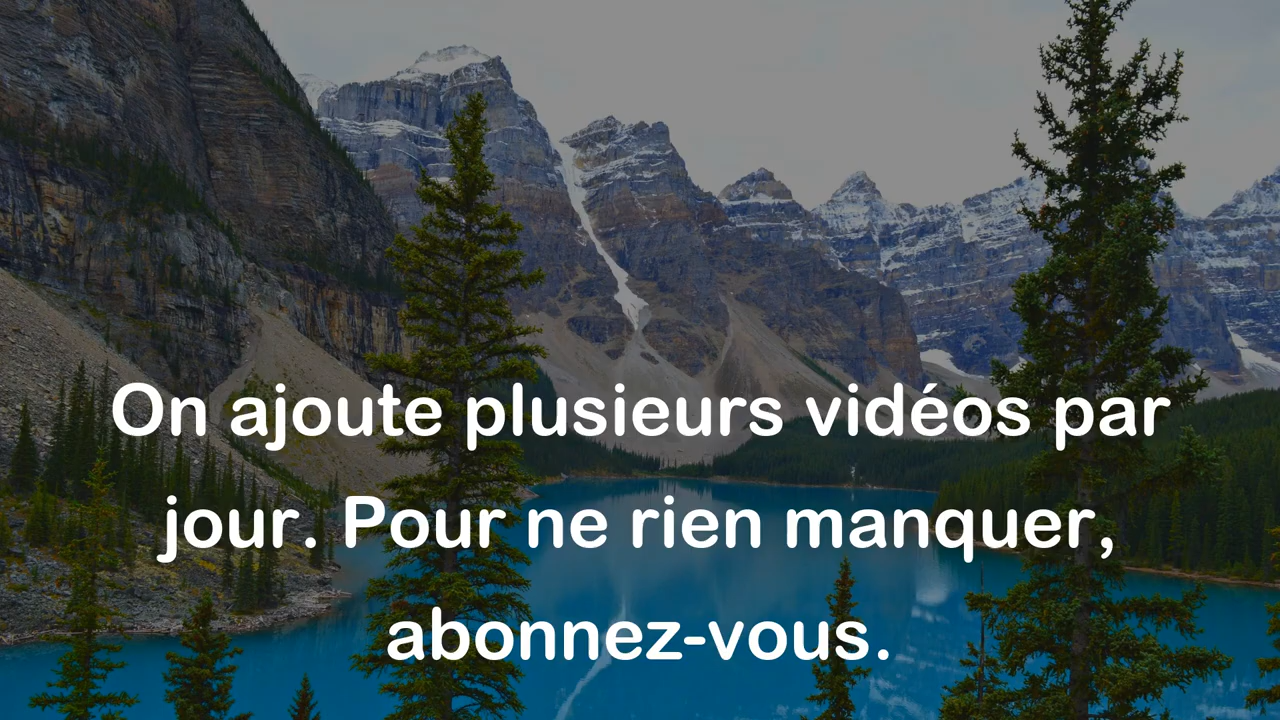 On ajoute plusieurs vidéos par
jour. Pour ne rien manquer,
abonnez-vous.